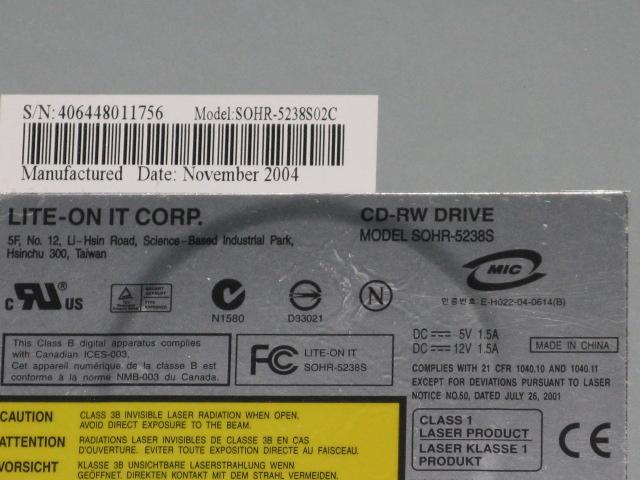 S/N: 406448011756 Model:SOHR-5238S02C
Manufactured Date: November 2004
LITE-ON IT CORP. CD-RW DRIVE
5F, No. 12, Li-Hsin Road, Science-Based Industrial Park, MODEL SOHR-5238S
Hsinchu 300, Taiwan
MIC
인증번호: E-H022-04-0614(B)
c RU® US
N1580 D33021 N
This Class B digital apparatus complies
with Canadian ICES-003.
Cet appareil numérique de la classe B est
conforme à la norme NMB-003 du Canada.
FC LITE-ON IT
SOHR-5238S
DC 5V 1.5A
DC 12V 1.5A
MADE IN CHINA
COMPLIES WITH 21 CFR 1040.10 AND 1040.11
EXCEPT FOR DEVIATIONS PURSUANT TO LASER
NOTICE NO.50, DATED JULY 26, 2001
CAUTION CLASS 3B INVISIBLE LASER RADIATION WHEN OPEN.
AVOID DIRECT EXPOSURE TO THE BEAM.
ATTENTION RADIATIONS LASER INVISIBLES DE CLASSE 3B EN CAS
D'OUVERTURE. EVITER TOUTE EXPOSITION DIRECTE AU FAISCEAU.
VORSICHT KLASSE 3B UNSICHTBARE LASERSTRAHLUNG WENN
GEÖFFNET. DIREKTEN KONTAKT MIT DEM STRAHL VERMEIDEN.
CLASS 1
LASER PRODUCT
LASER KLASSE 1
PRODUKT
CE